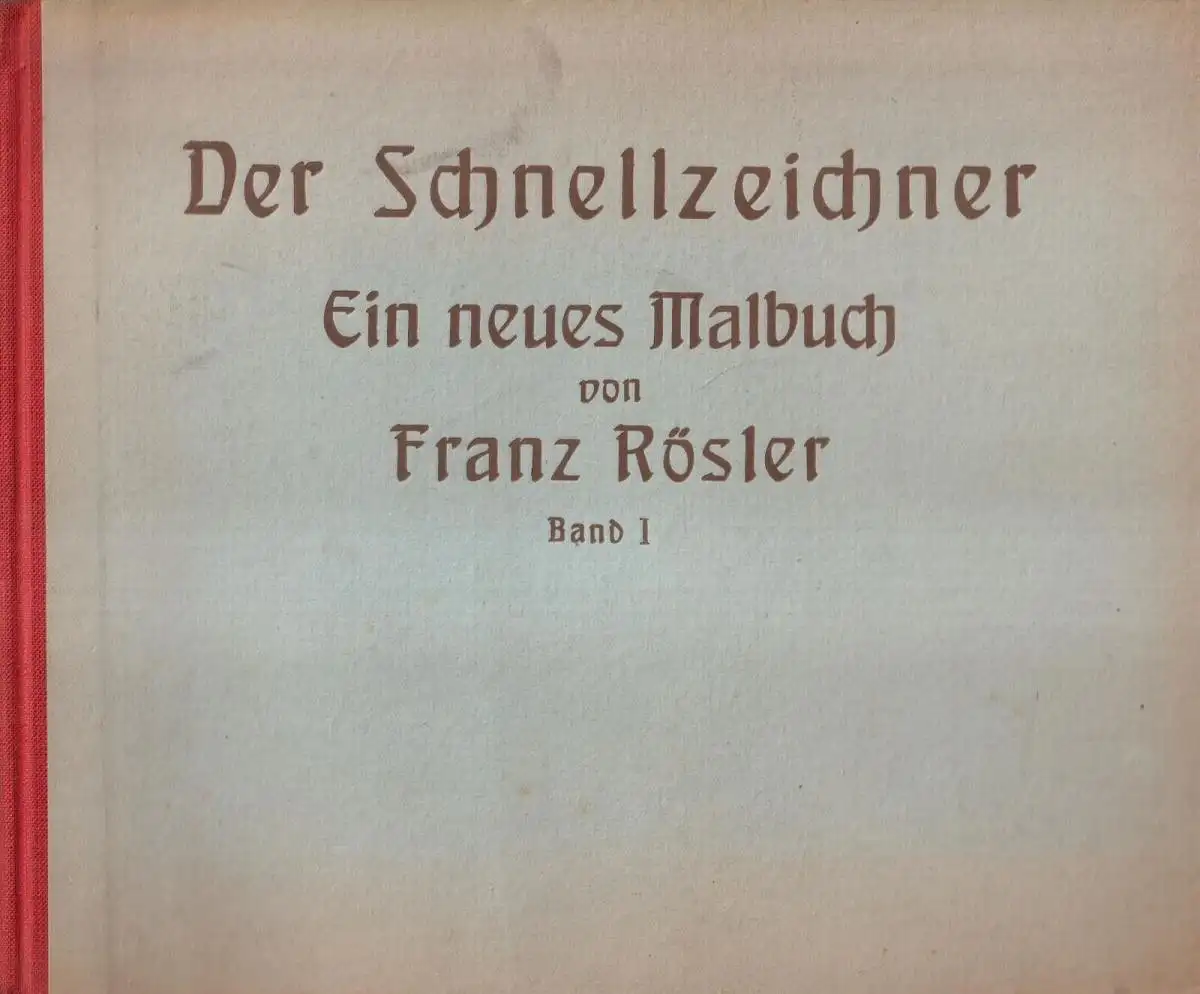 Der Schnellzeichner
Ein neues Malbuch
von
Franz Rösler
Band I